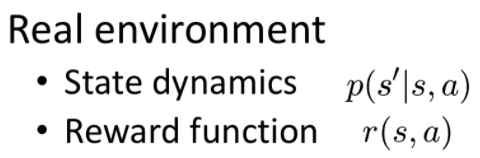 Real environment
• State dynamics p(s'|s, a)
• Reward function r(s, a)